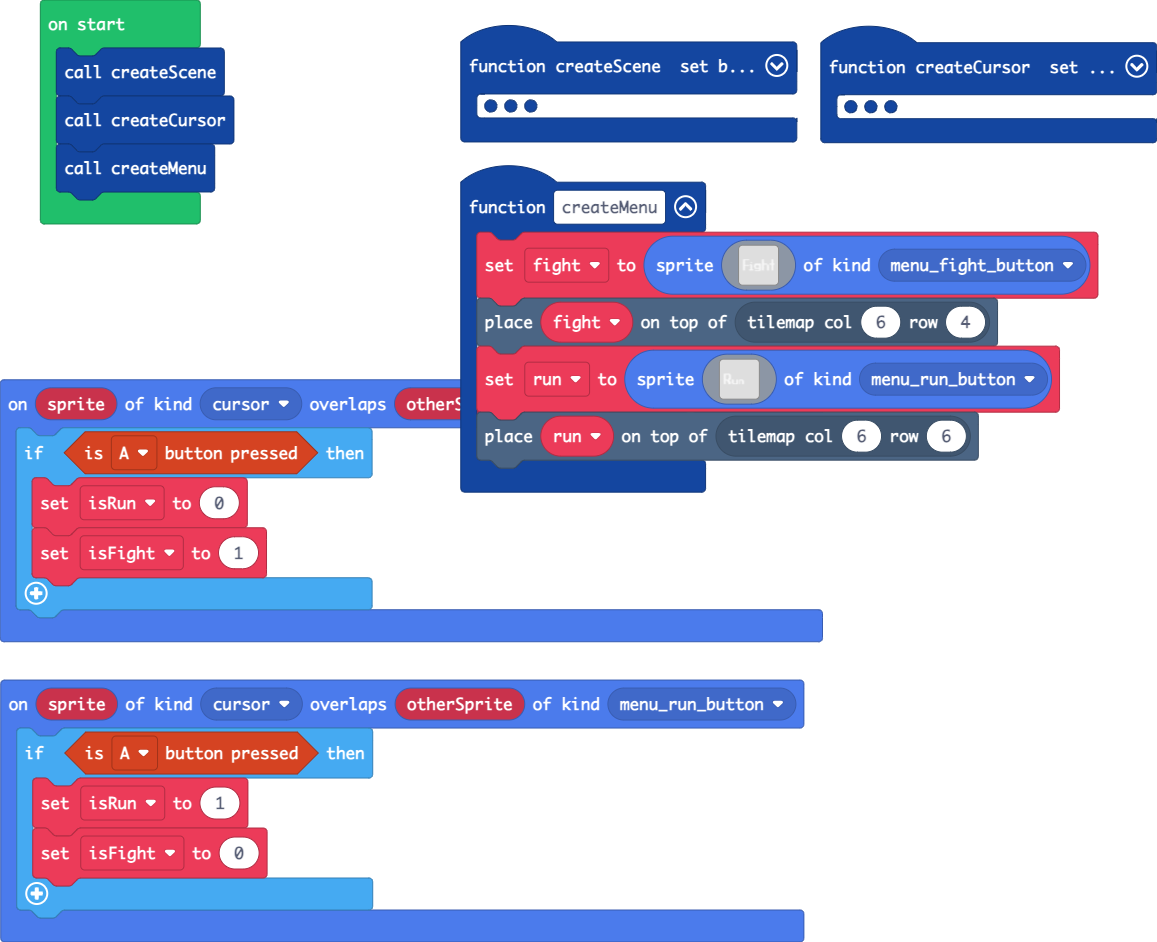 on start
call createScene
call createCursor
call createMenu
function createScene set b...
function createCursor set ...
function createMenu
set fight to sprite Fight of kind menu_fight_button
place fight on top of tilemap col 6 row 4
set run to sprite Run of kind menu_run_button
place run on top of tilemap col 6 row 6
on sprite of kind cursor overlaps otherS
if is A button pressed then
set isRun to 0
set isFight to 1
on sprite of kind cursor overlaps otherSprite of kind menu_run_button
if is A button pressed then
set isRun to 1
set isFight to 0